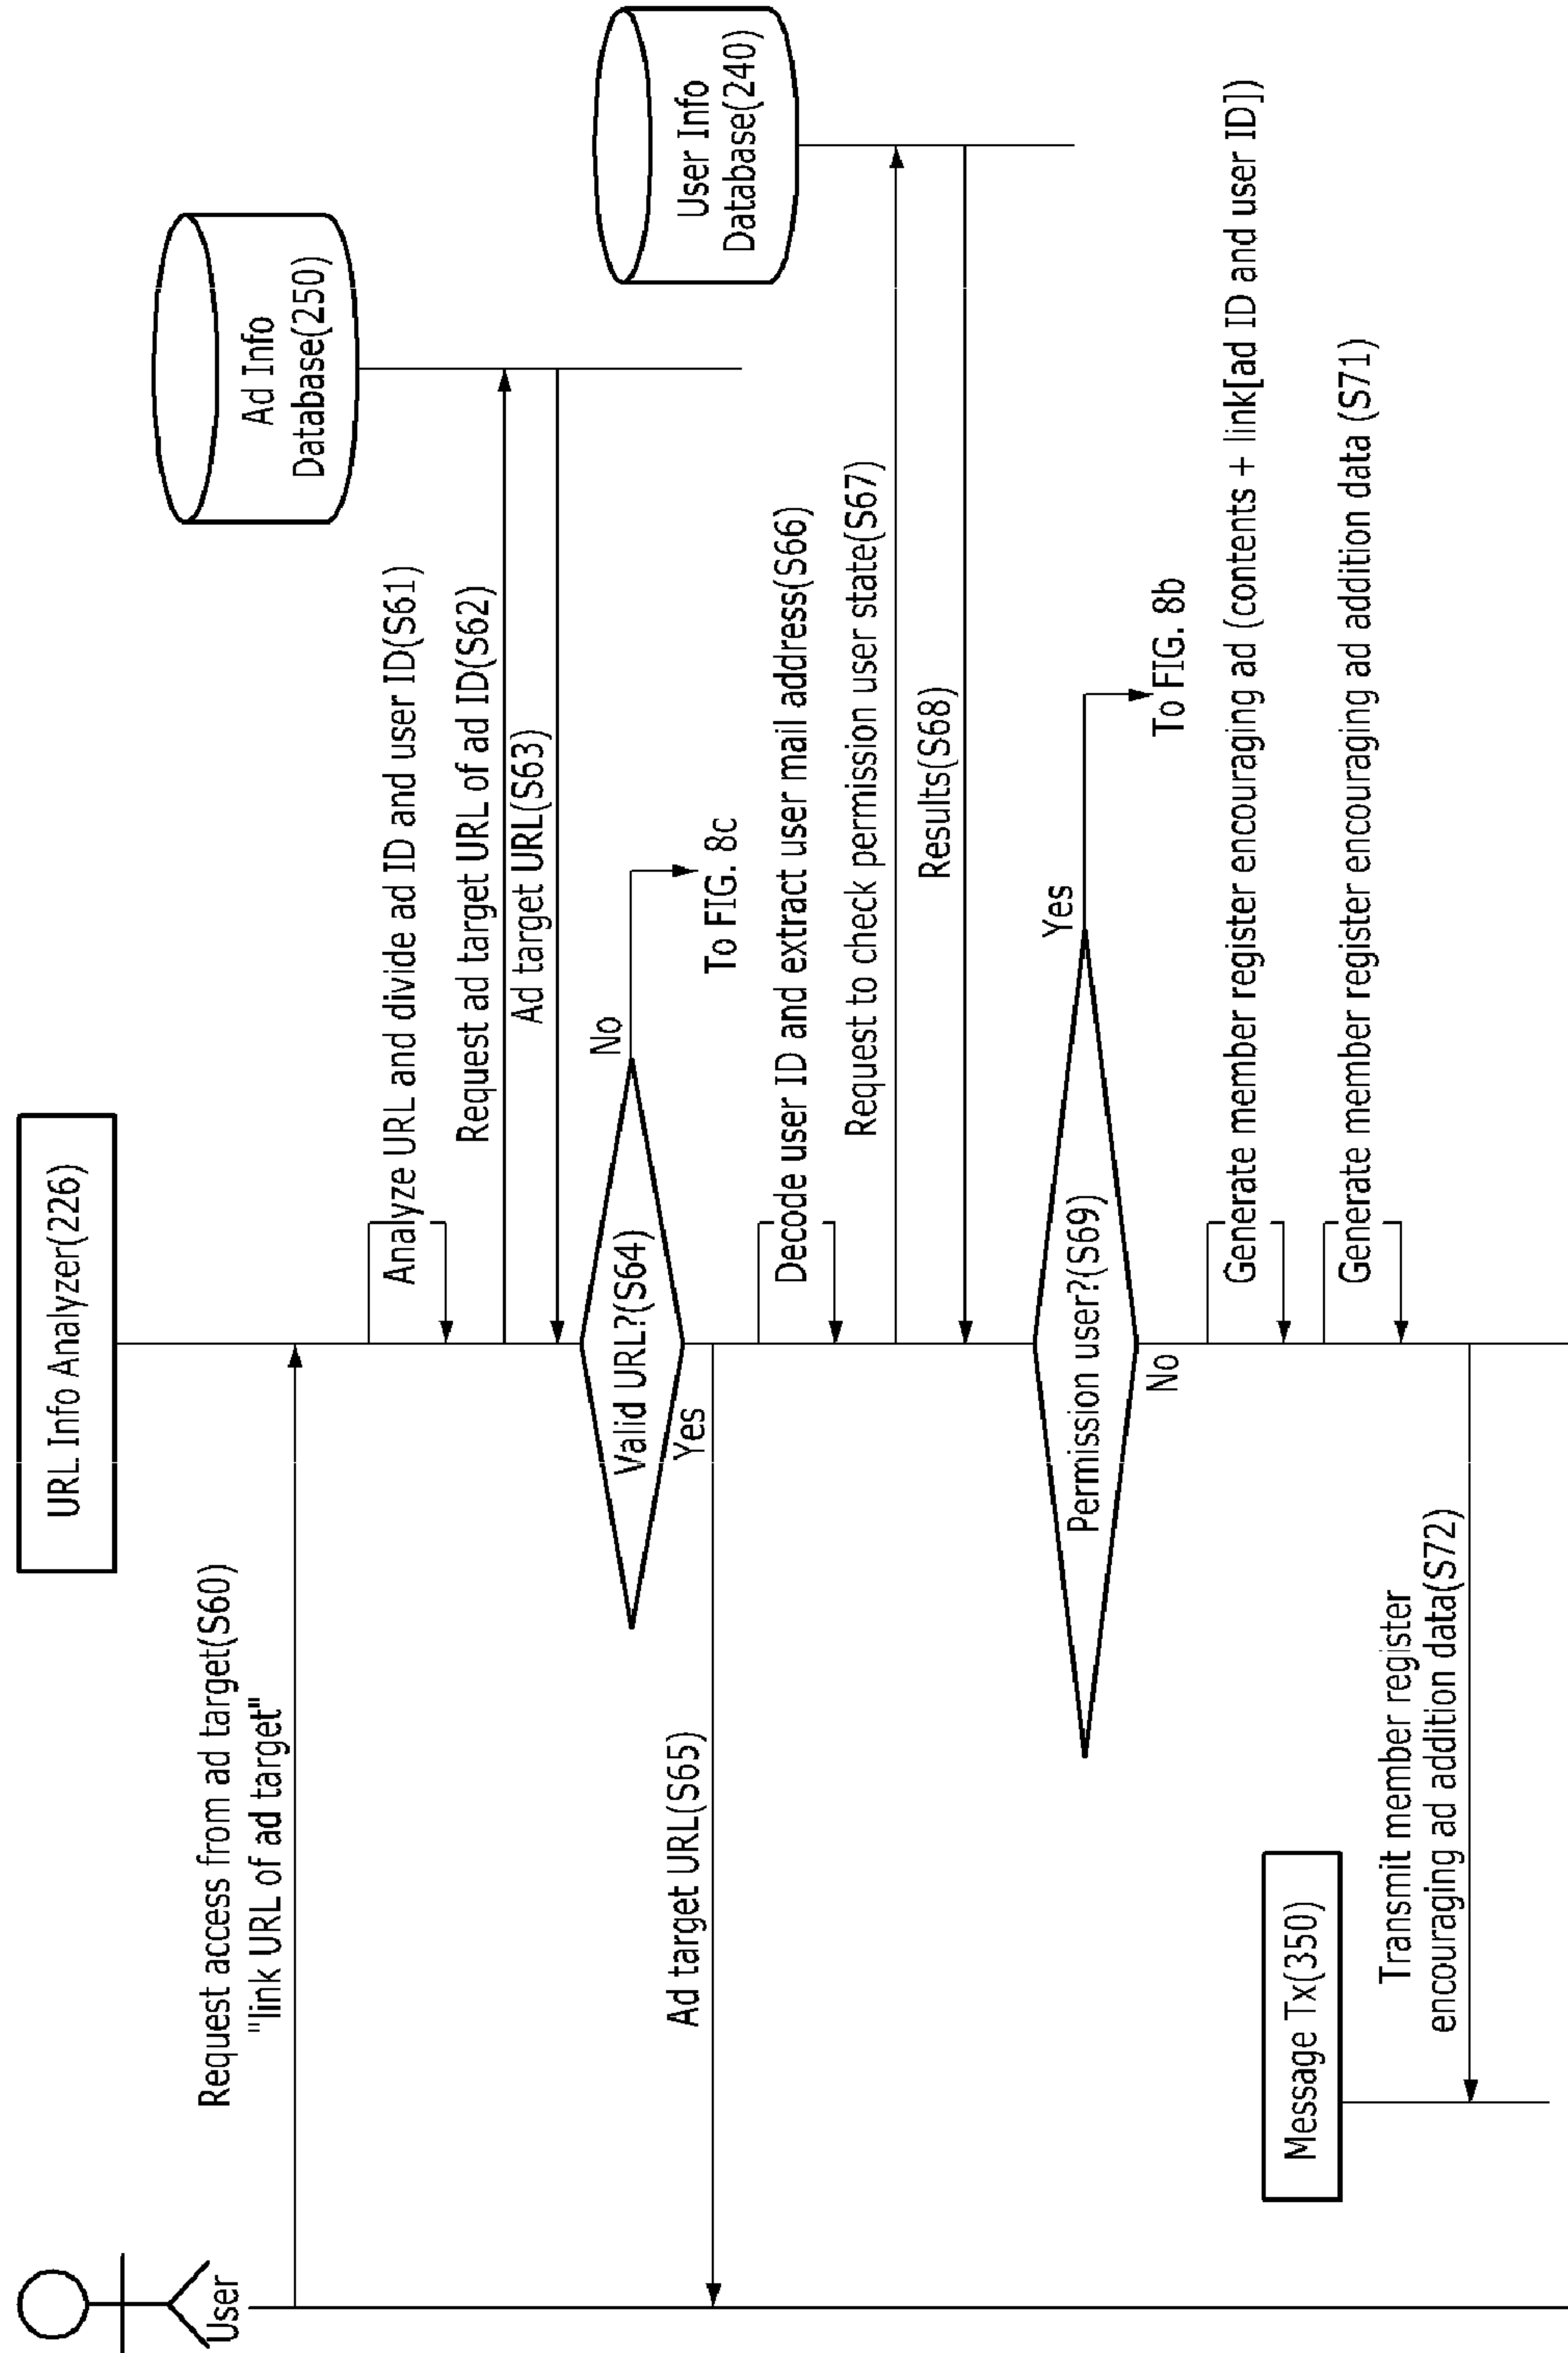 User
URL Info Analyzer(226)
Ad Info
Database(250)
User Info
Database(240)
Request access from ad target(S60)
"link URL of ad target"
Analyze URL and divide ad ID and user ID(S61)
Request ad target URL of ad ID(S62)
Ad target URL(S63)
Valid URL?(S64)
No
To FIG. 8c
Yes
Ad target URL(S65)
Decode user ID and extract user mail address(S66)
Request to check permission user state(S67)
Results(S68)
Permission user?(S69)
Yes
To FIG. 8b
No
Generate member register encouraging ad (contents + link[ad ID and user ID])
Message Tx(350)
Generate member register encouraging ad addition data (S71)
Transmit member register
encouraging ad addition data(S72)